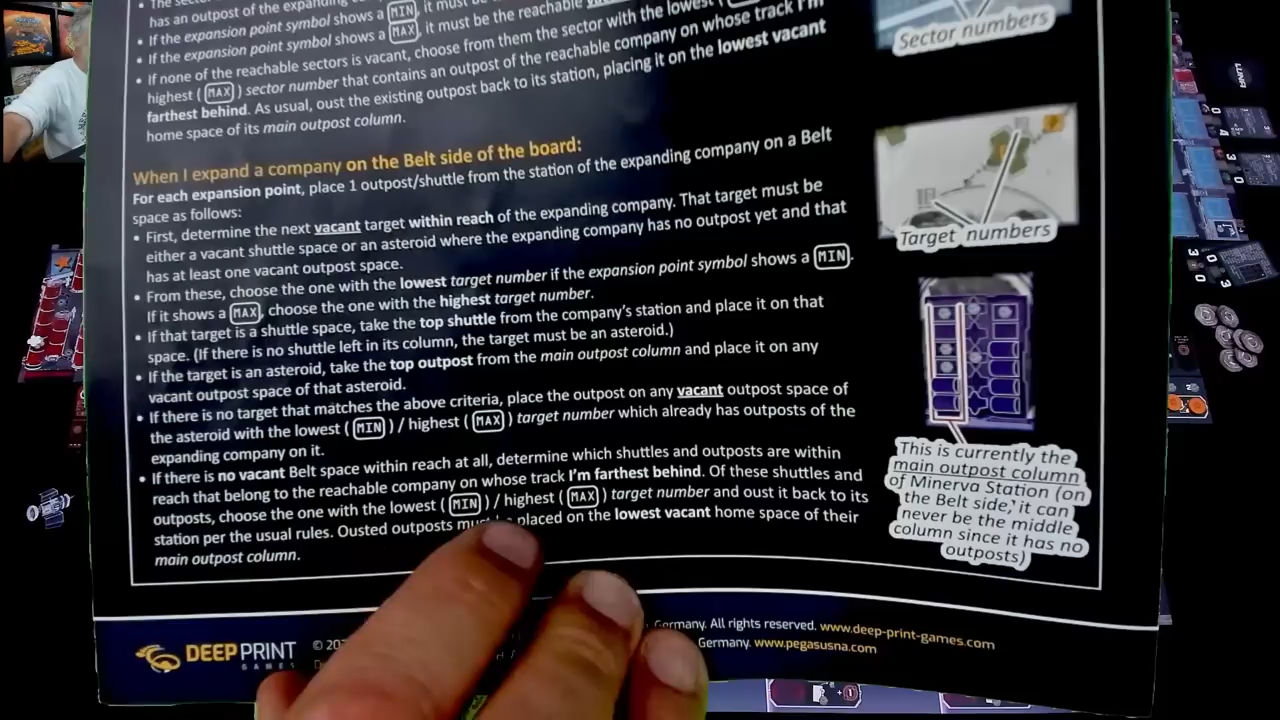 has an outpost of the expanding
If the expansion point symbol shows a MIN, it must be
• If the expansion point symbol shows a MAX, it must be the reachable
• If none of the reachable sectors is vacant, choose from them the sector with the lowest (
highest ( MAX ) sector number that contains an outpost of the reachable company on whose track I'm
farthest behind. As usual, oust the existing outpost back to its station, placing it on the lowest vacant
home space of its main outpost column.
When I expand a company on the Belt side of the board:
For each expansion point, place 1 outpost/shuttle from the station of the expanding company on a Belt
space as follows:
• First, determine the next vacant target within reach of the expanding company. That target must be
either a vacant shuttle space or an asteroid where the expanding company has no outpost yet and that
has at least one vacant outpost space.
• From these, choose the one with the lowest target number if the expansion point symbol shows a MIN.
If it shows a MAX, choose the one with the highest target number.
• If that target is a shuttle space, take the top shuttle from the company's station and place it on that
space. (If there is no shuttle left in its column, the target must be an asteroid.)
• If the target is an asteroid, take the top outpost from the main outpost column and place it on any
vacant outpost space of that asteroid.
• If there is no target that matches the above criteria, place the outpost on any vacant outpost space of
the asteroid with the lowest ( MIN ) / highest ( MAX ) target number which already has outposts of the
expanding company on it.
• If there is no vacant Belt space within reach at all, determine which shuttles and outposts are within
reach that belong to the reachable company on whose track I'm farthest behind. Of these shuttles and
outposts, choose the one with the lowest ( MIN ) / highest ( MAX ) target number and oust it back to its
station per the usual rules. Ousted outposts placed on the lowest vacant home space of their
main outpost column.
Sector numbers
Target numbers
This is currently the
main outpost column
of Minerva Station (on
the Belt side, it can
never be the middle
column since it has no
outposts)
DEEP PRINT
GAMES
Germany. All rights reserved. www.deep-print-games.com
Germany. www.pegasusna.com
LUNA